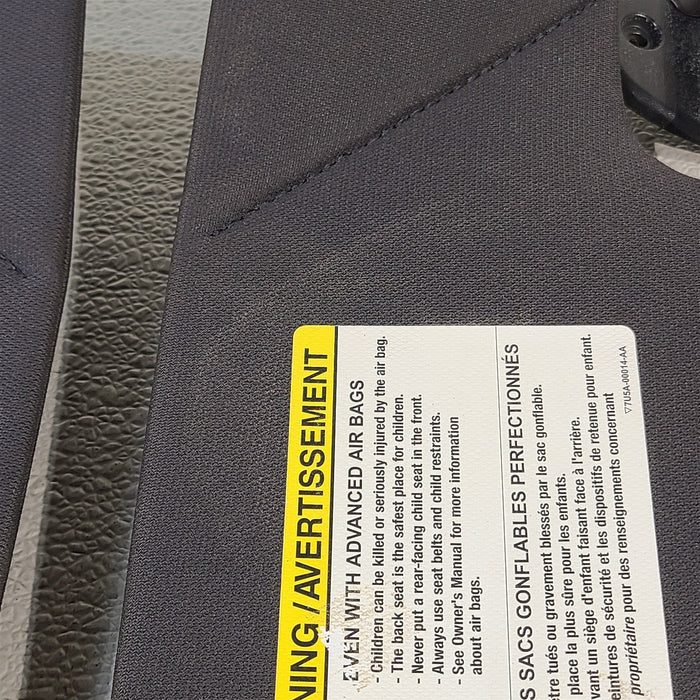 NING / AVERTISSEMENT
EVEN WITH ADVANCED AIR BAGS
- Children can be killed or seriously injured by the air bag.
- The back seat is the safest place for children.
- Never put a rear-facing child seat in the front.
- Always use seat belts and child restraints.
- See Owner's Manual for more information
about air bags.
S SACS GONFLABLES PERFECTIONNÉS
tre tués ou gravement blessés par le sac gonflable.
place la plus sûre pour les enfants.
vant un siège d'enfant faisant face à l'arrière.
eintures de sécurité et les dispositifs de retenue pour enfant.
propriétaire pour des renseignements concernant
▽7U5A-00014-AA